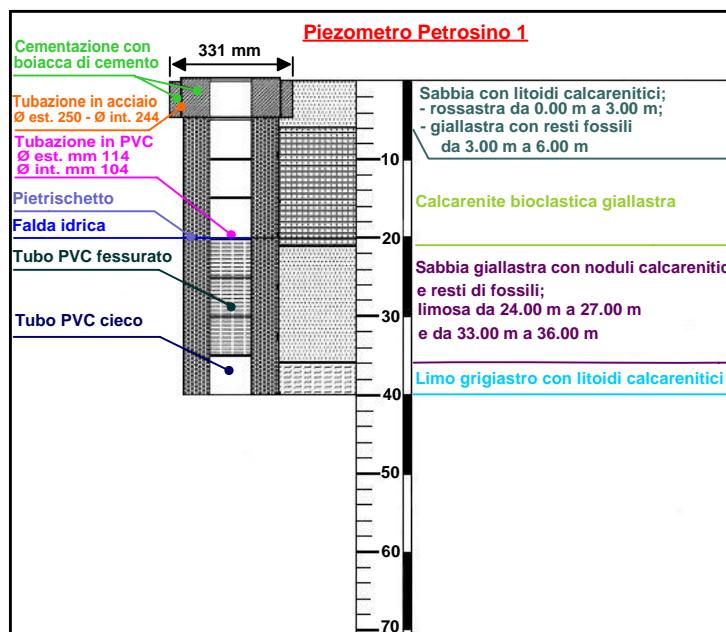 Piezometro Petrosino 1
Cementazione con
boiacca di cemento
331 mm
Tubazione in acciaio
Ø est. 250 - Ø int. 244
Tubazione in PVC
Ø est. mm 114
Ø int. mm 104
Pietrischetto
Falda idrica
Tubo PVC fessurato
Tubo PVC cieco
10
20
30
40
50
60
70
Sabbia con litoidi calcarenitici;
- rossastra da 0.00 m a 3.00 m;
- giallastra con resti fossili
da 3.00 m a 6.00 m
Calcarenite bioclastica giallastra
Sabbia giallastra con noduli calcarenitic
e resti di fossili;
limosa da 24.00 m a 27.00 m
e da 33.00 m a 36.00 m
Limo grigiastro con litoidi calcarenitici